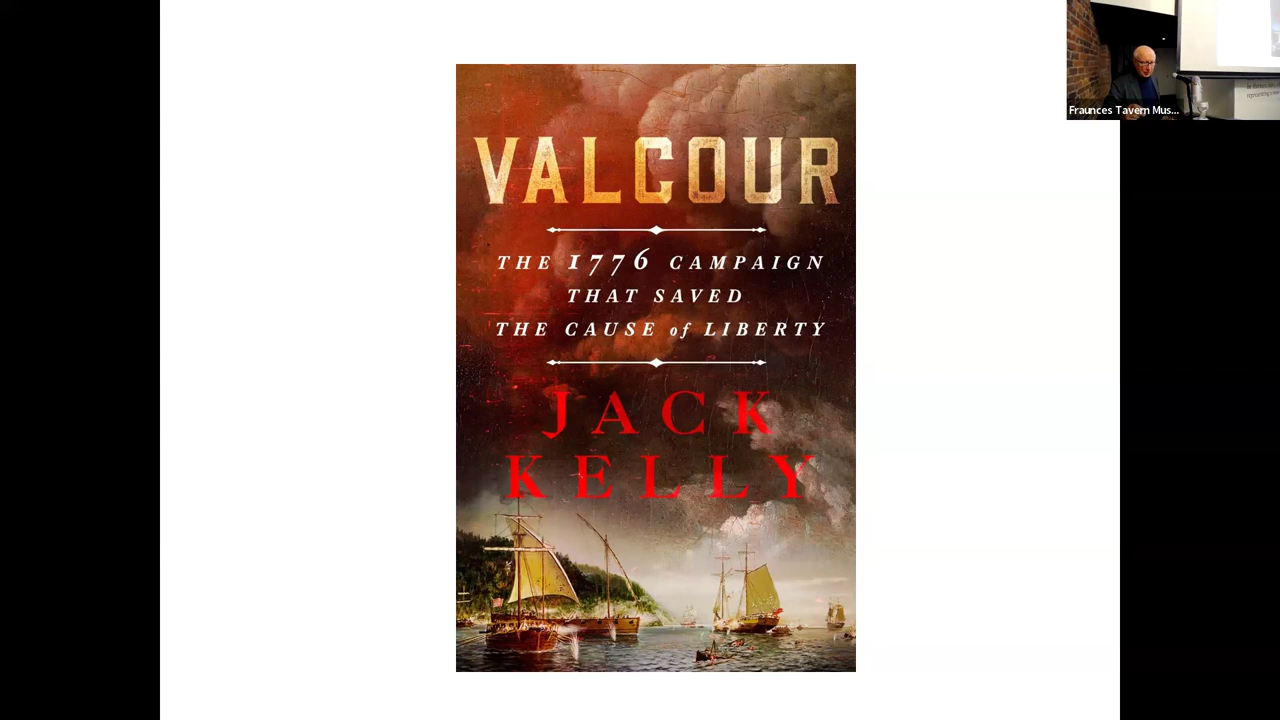 VALCOUR
THE 1776 CAMPAIGN
THAT SAVED
THE CAUSE of LIBERTY
JACK
KELLY
Fraunces Tavern Mus...